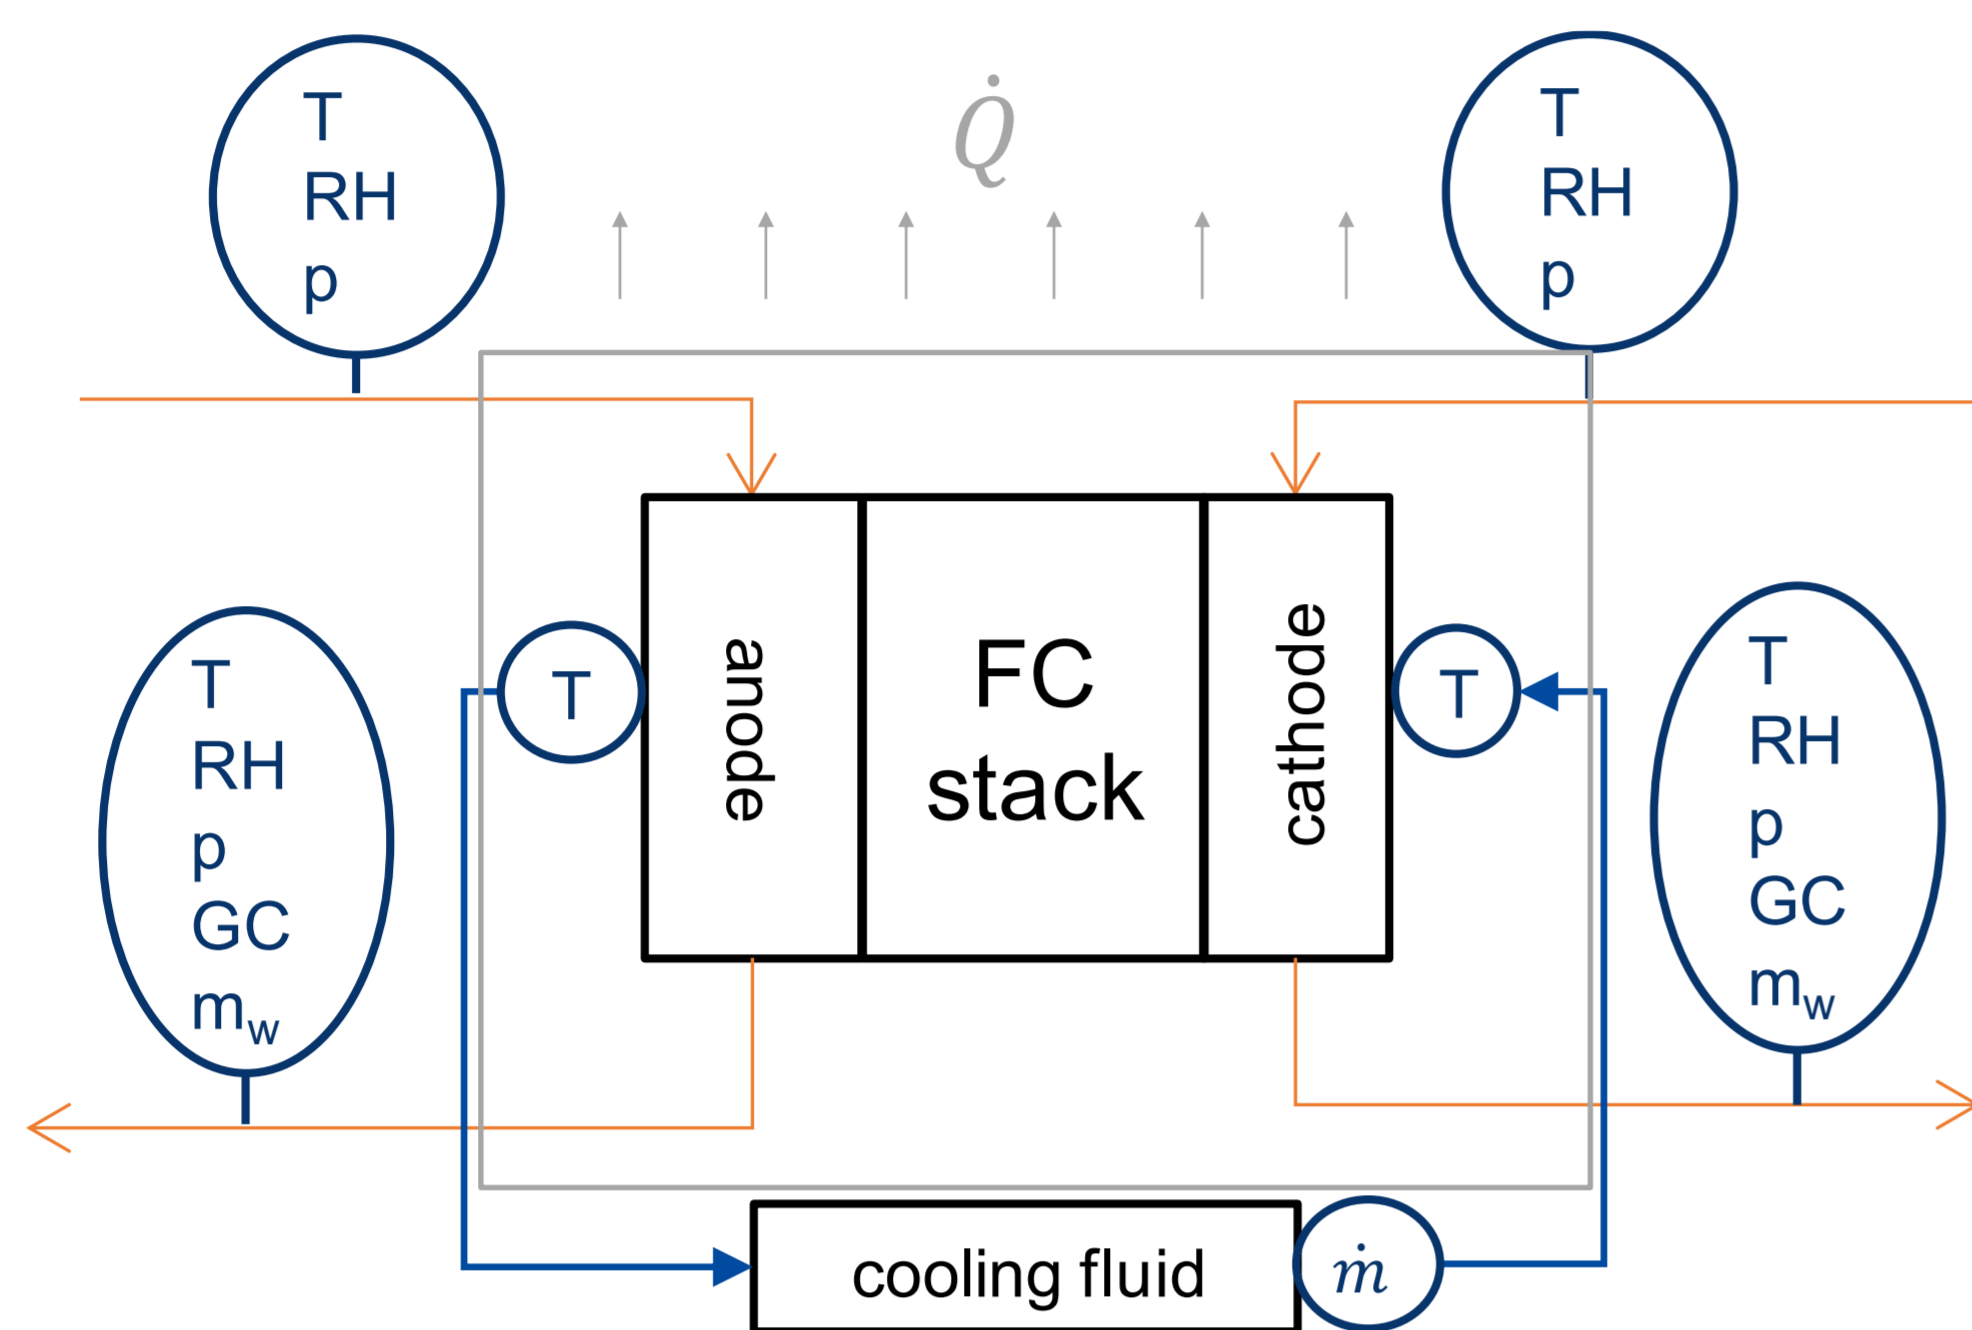 T
RH
p
Q̇
T
RH
p
T
RH
p
GC
m_w
T
anode
FC
stack
cathode
T
T
RH
p
GC
m_w
cooling fluid
ṁ